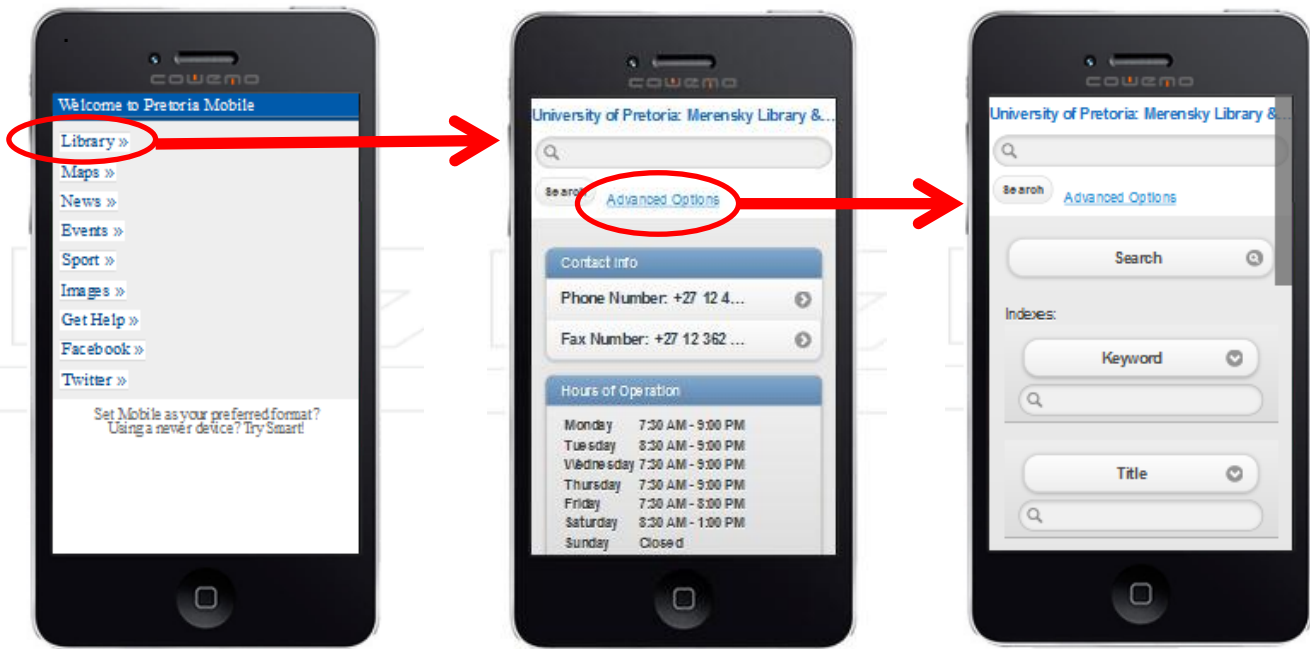 COWEMO
Welcome to Pretoria Mobile
Library »
Maps »
News »
Events »
Sport »
Images »
Get Help »
Facebook »
Twitter »
Set Mobile as your preferred format?
Using a newer device? Try Smart!
COWEMO
University of Pretoria: Merensky Library &...
Search
Advanced Options
Contact Info
Phone Number: +27 12 4...
Fax Number: +27 12 362 ...
Hours of Operation
Monday 7:30 AM - 9:00 PM
Tuesday 8:30 AM - 9:00 PM
Wednesday 7:30 AM - 9:00 PM
Thursday 7:30 AM - 9:00 PM
Friday 7:30 AM - 8:00 PM
Saturday 8:30 AM - 1:00 PM
Sunday Closed
COWEMO
University of Pretoria: Merensky Library &...
Search
Advanced Options
Search
Indexes:
Keyword
Title